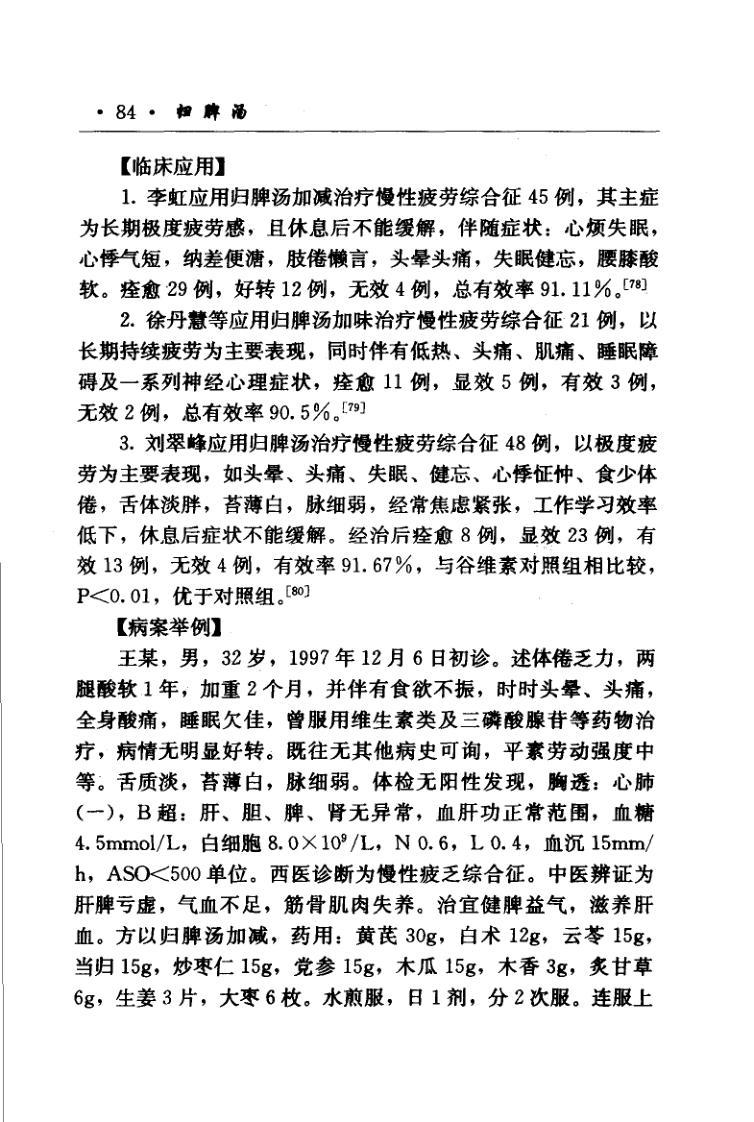 · 84 · 归脾汤
【临床应用】
1. 李虹应用归脾汤加减治疗慢性疲劳综合征 45 例，其主症
为长期极度疲劳感，且休息后不能缓解，伴随症状：心烦失眠，
心悸气短，纳差便溏，肢倦懒言，头晕头痛，失眠健忘，腰膝酸
软。痊愈 29 例，好转 12 例，无效 4 例，总有效率 91.11%。[78]
2. 徐丹慧等应用归脾汤加味治疗慢性疲劳综合征 21 例，以
长期持续疲劳为主要表现，同时伴有低热、头痛、肌痛、睡眠障
碍及一系列神经心理症状，痊愈 11 例，显效 5 例，有效 3 例，
无效 2 例，总有效率 90.5%。[79]
3. 刘翠峰应用归脾汤治疗慢性疲劳综合征 48 例，以极度疲
劳为主要表现，如头晕、头痛、失眠、健忘、心悸怔忡、食少体
倦，舌体淡胖，苔薄白，脉细弱，经常焦虑紧张，工作学习效率
低下，休息后症状不能缓解。经治后痊愈 8 例，显效 23 例，有
效 13 例，无效 4 例，有效率 91.67%，与谷维素对照组相比较，
P<0.01，优于对照组。[80]
【病案举例】
王某，男，32 岁，1997 年 12 月 6 日初诊。述体倦乏力，两
腿酸软 1 年，加重 2 个月，并伴有食欲不振，时时头晕、头痛，
全身酸痛，睡眠欠佳，曾服用维生素类及三磷酸腺苷等药物治
疗，病情无明显好转。既往无其他病史可询，平素劳动强度中
等。舌质淡，苔薄白，脉细弱。体检无阳性发现，胸透：心肺
(一)，B 超：肝、胆、脾、肾无异常，血肝功正常范围，血糖
4.5mmol/L，白细胞 8.0×10⁹/L，N 0.6，L 0.4，血沉 15mm/
h，ASO<500 单位。西医诊断为慢性疲乏综合征。中医辨证为
肝脾亏虚，气血不足，筋骨肌肉失养。治宜健脾益气，滋养肝
血。方以归脾汤加减，药用：黄芪 30g，白术 12g，云苓 15g，
当归 15g，炒枣仁 15g，党参 15g，木瓜 15g，木香 3g，炙甘草
6g，生姜 3 片，大枣 6 枚。水煎服，日 1 剂，分 2 次服。连服上